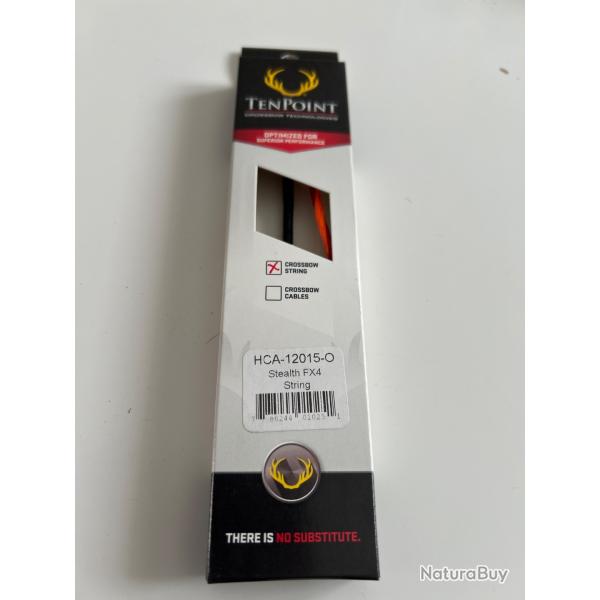 TENPOINT
CROSSBOW TECHNOLOGIES
OPTIMIZED FOR
SUPERIOR PERFORMANCE
CROSSBOW
STRING
CROSSBOW
CABLES
HCA-12015-O
Stealth FX4
String
THERE IS NO SUBSTITUTE.
NaturaBuy